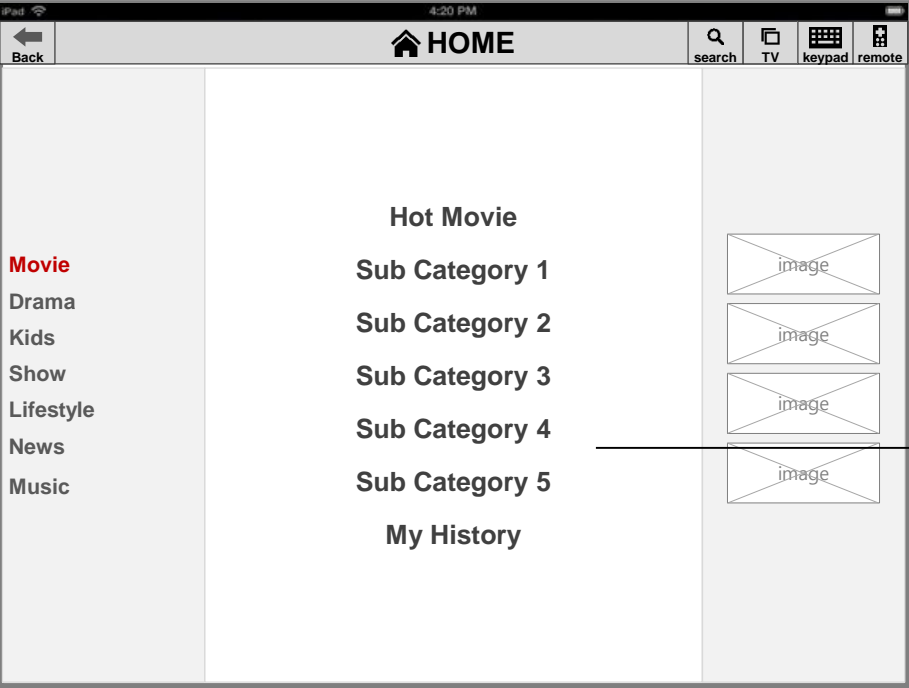 iPad 4:20 PM
Back HOME search TV keypad remote
Movie
Drama
Kids
Show
Lifestyle
News
Music
Hot Movie
Sub Category 1
Sub Category 2
Sub Category 3
Sub Category 4
Sub Category 5
My History
image
image
image
image